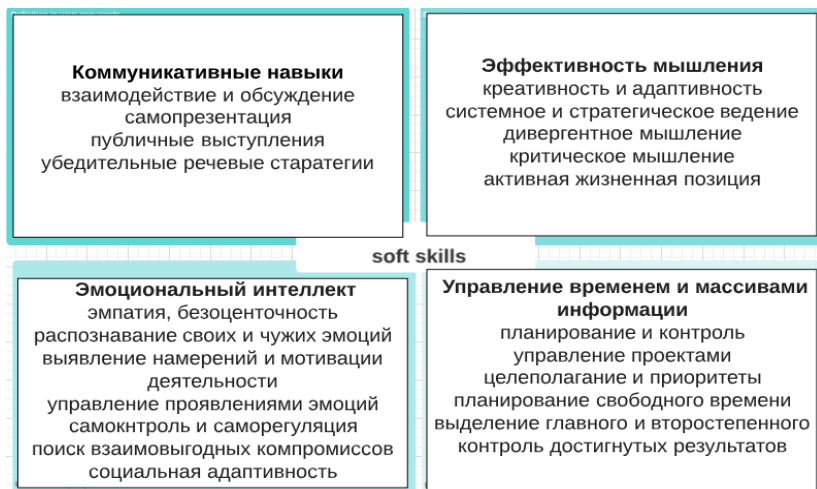 Коммуникативные навыки
взаимодействие и обсуждение
самопрезентация
публичные выступления
убедительные речевые старатегии
Эффективность мышления
креативность и адаптивность
системное и стратегическое ведение
дивергентное мышление
критическое мышление
активная жизненная позиция
soft skills
Эмоциональный интеллект
эмпатия, безоценточность
распознавание своих и чужих эмоций
выявление намерений и мотивации
деятельности
управление проявлениями эмоций
самокнтроль и саморегуляция
поиск взаимовыгодных компромиссов
социальная адаптивность
Управление временем и массивами
информации
планирование и контроль
управление проектами
целеполагание и приоритеты
планирование свободного времени
выделение главного и второстепенного
контроль достигнутых результатов